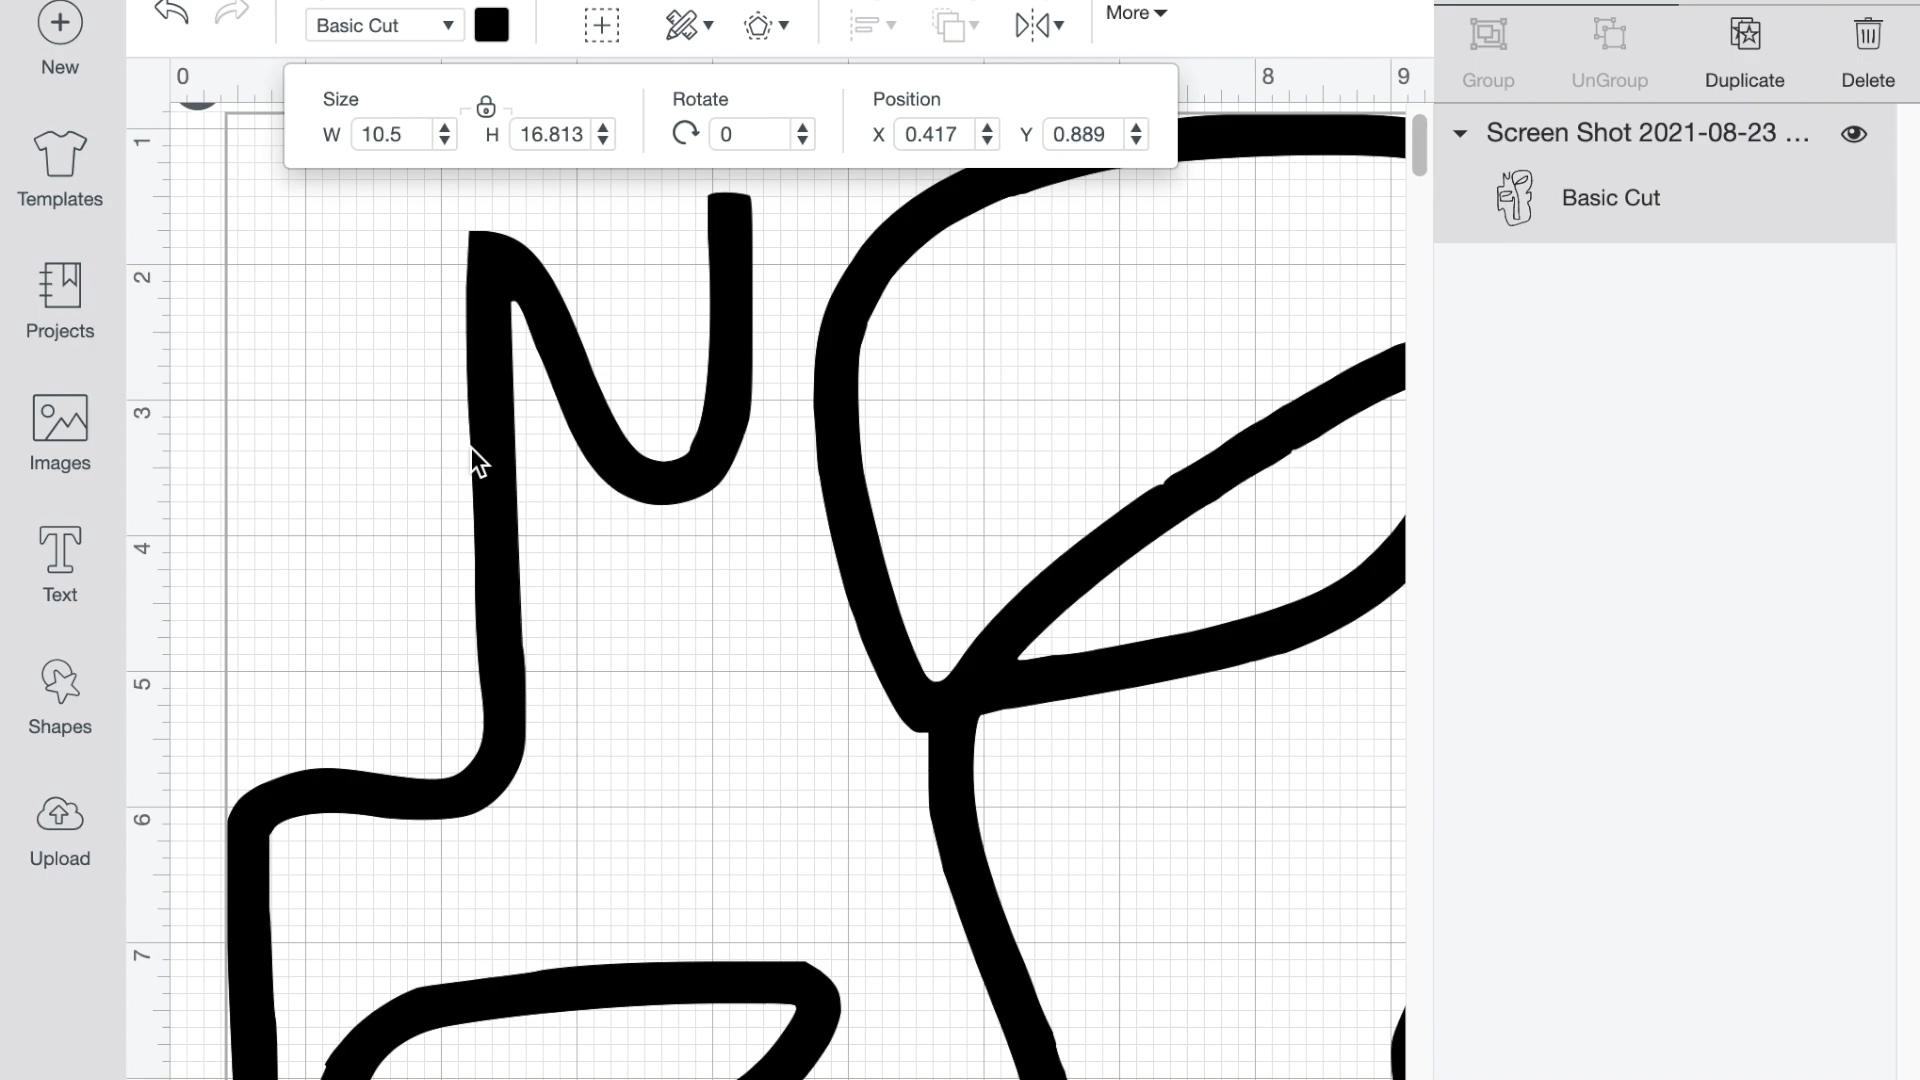 New
Templates
Projects
Images
Text
Shapes
Upload
Basic Cut
More
0
8
9
1
2
3
4
5
6
7
Size
W 10.5
H 16.813
Rotate
0
Position
X 0.417
Y 0.889
Group
UnGroup
Duplicate
Delete
Screen Shot 2021-08-23 ...
Basic Cut